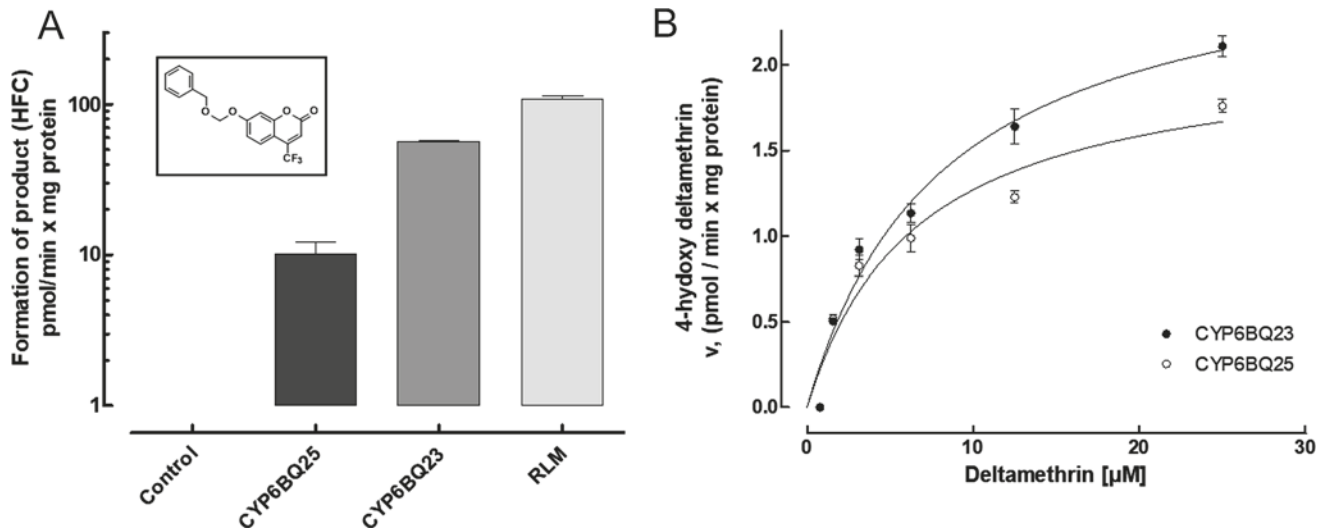 A
Formation of product (HFC)
pmol/min x mg protein
100
10
1
O
O
O
O
CF3
Control
CYP6BQ25
CYP6BQ23
RLM
B
4-hydoxy deltamethrin
v, (pmol / min x mg protein)
2.0
1.5
1.0
0.5
0.0
CYP6BQ23
CYP6BQ25
0
10
20
30
Deltamethrin [µM]